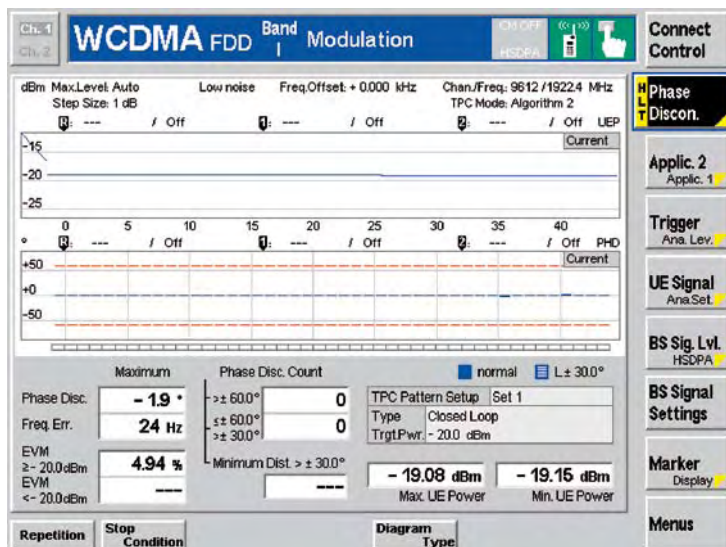 Ch. 1
Ch. 2
WCDMA FDD Band I Modulation
CM OFF
HSDPA
Connect Control
dBm Max.Level: Auto Low noise Freq.Offset: + 0.000 kHz Chan./Freq.: 9612 / 1922.4 MHz
Step Size: 1 dB TPC Mode: Algorithm 2
R: --- / Off 1: --- / Off 2: --- / Off UEP
Current
-15
-20
-25
0 5 10 15 20 25 30 35 40
° R: --- / Off 1: --- / Off 2: --- / Off PHD
Current
+50
+0
-50
Maximum Phase Disc. Count normal L ± 30.0°
Phase Disc. - 1.9 ° >± 60.0° 0
Freq. Err. 24 Hz ≤± 60.0° >± 30.0° 0
EVM ≥- 20.0dBm 4.94 %
EVM <- 20.0dBm ---
Minimum Dist. > ± 30.0° ---
TPC Pattern Setup Set 1
Type Closed Loop
Trgt.Pwr. - 20.0 dBm
- 19.08 dBm - 19.15 dBm
Max. UE Power Min. UE Power
HLT
Phase Discon.
Applic. 2
Applic. 1
Trigger
Ana. Lev.
UE Signal
Ana.Set.
BS Sig. Lvl.
HSDPA
BS Signal Settings
Marker
Display
Menus
Repetition
Stop Condition
Diagram Type